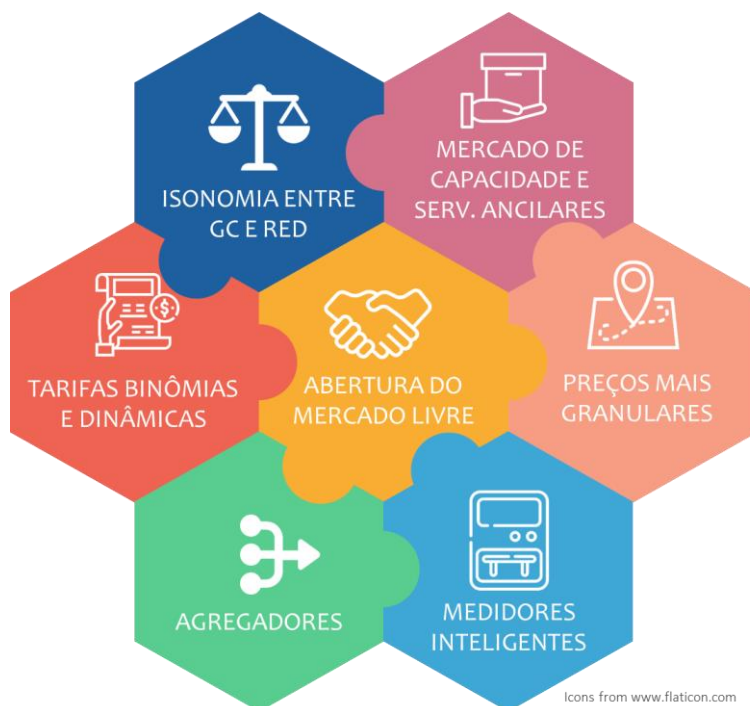 ISONOMIA ENTRE
GC E RED
MERCADO DE
CAPACIDADE E
SERV. ANCILARES
TARIFAS BINÔMIAS
E DINÂMICAS
$
ABERTURA DO
MERCADO LIVRE
PREÇOS MAIS
GRANULARES
AGREGADORES
MEDIDORES
INTELIGENTES
Icons from www.flaticon.com